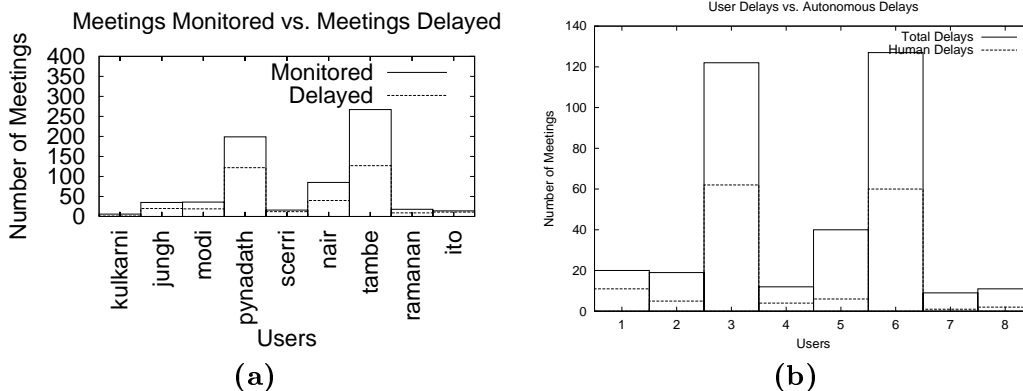 Meetings Monitored vs. Meetings Delayed
Number of Meetings
400
350
300
250
200
150
100
50
0
Monitored
Delayed
kulkarni
jungh
modi
pynadath
scerri
nair
tambe
ramanan
ito
Users
(a)
User Delays vs. Autonomous Delays
Number of Meetings
140
120
100
80
60
40
20
0
Total Delays
Human Delays
1 2 3 4 5 6 7 8
Users
(b)